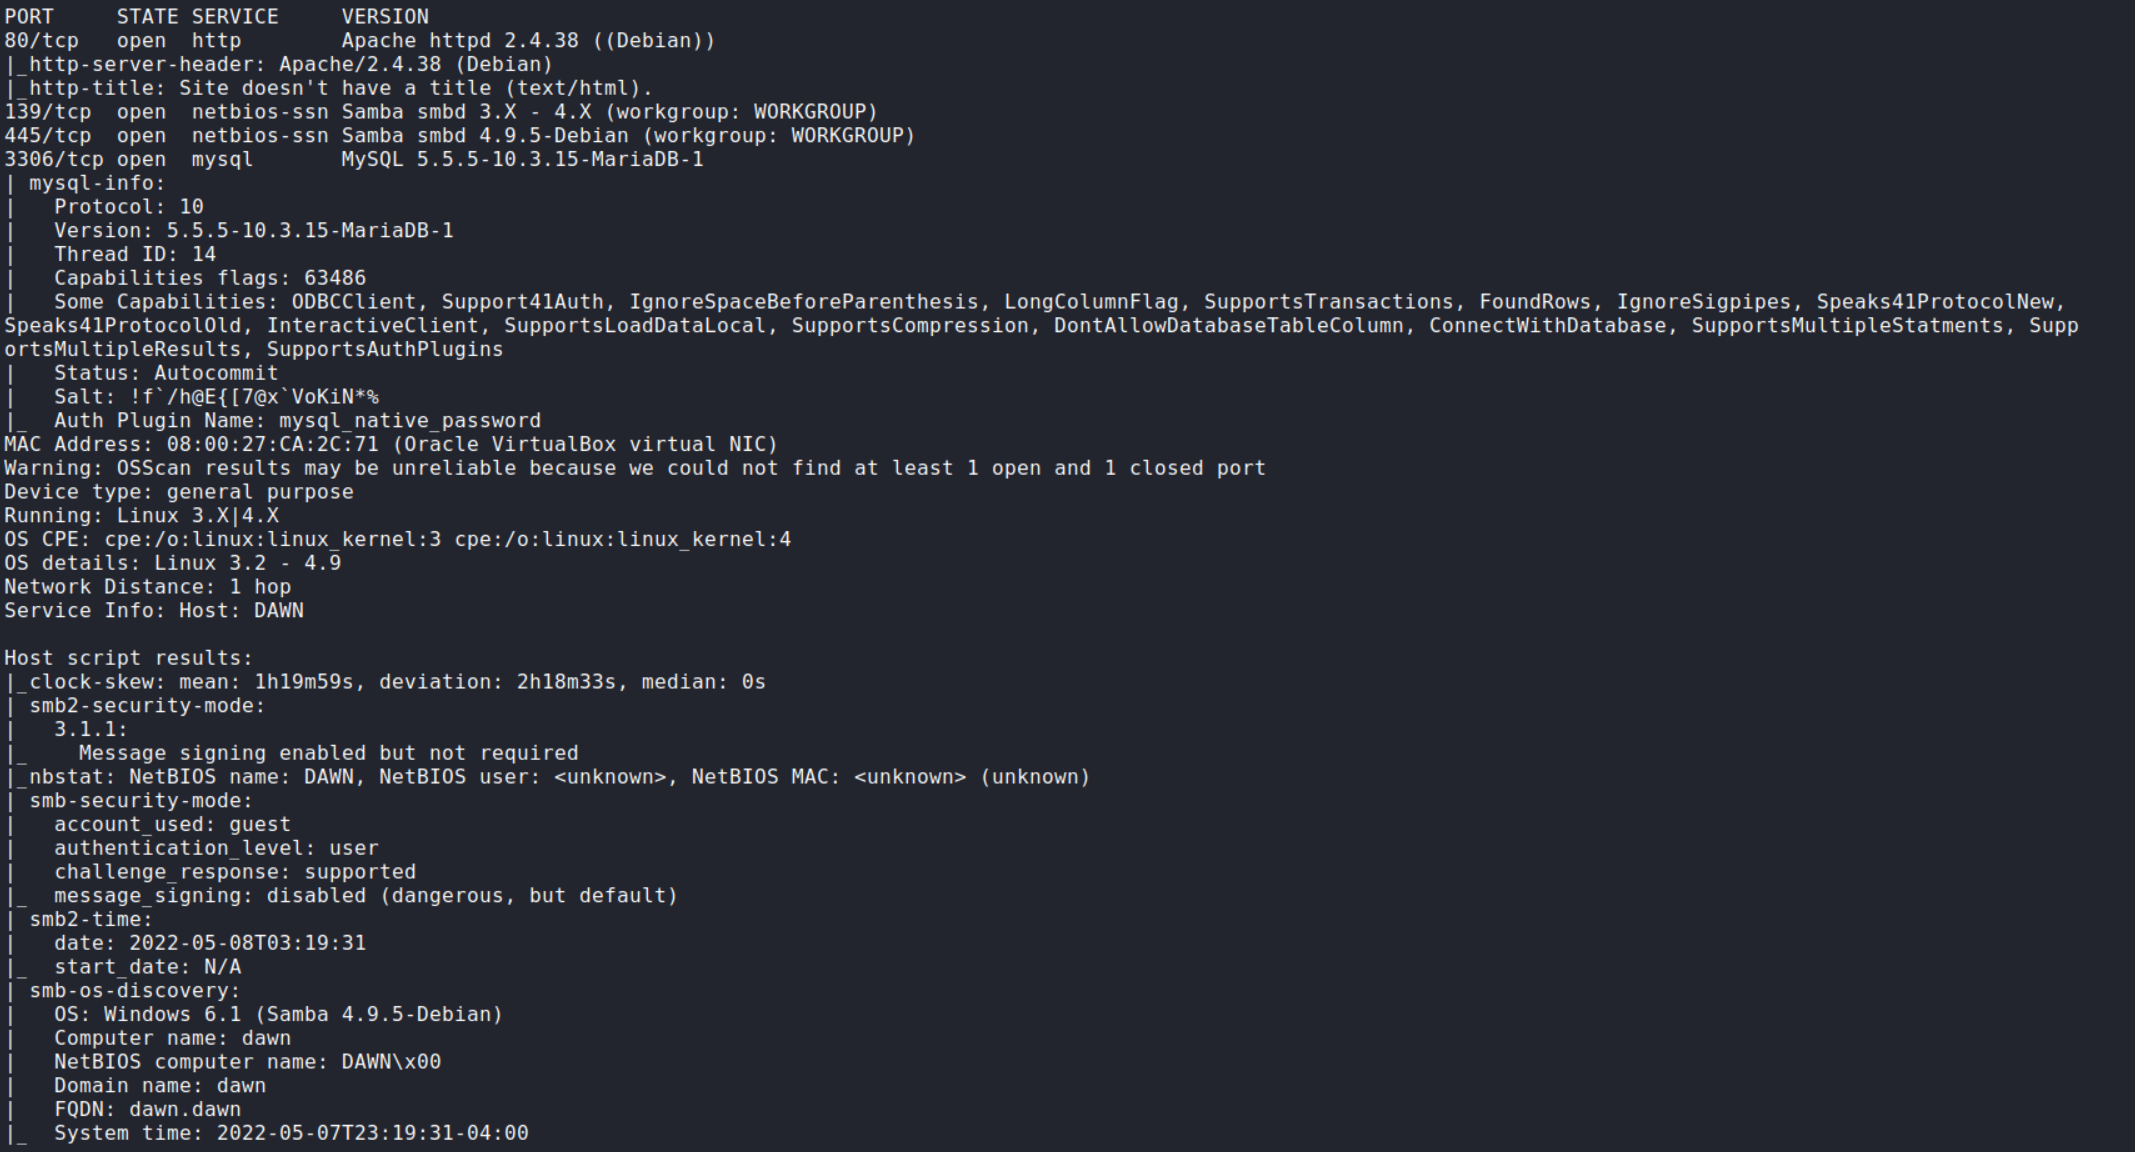 PORT     STATE SERVICE     VERSION
80/tcp   open  http        Apache httpd 2.4.38 ((Debian))
|_http-server-header: Apache/2.4.38 (Debian)
|_http-title: Site doesn't have a title (text/html).
139/tcp  open  netbios-ssn Samba smbd 3.X - 4.X (workgroup: WORKGROUP)
445/tcp  open  netbios-ssn Samba smbd 4.9.5-Debian (workgroup: WORKGROUP)
3306/tcp open  mysql       MySQL 5.5.5-10.3.15-MariaDB-1
| mysql-info:
|   Protocol: 10
|   Version: 5.5.5-10.3.15-MariaDB-1
|   Thread ID: 14
|   Capabilities flags: 63486
|   Some Capabilities: ODBCClient, Support41Auth, IgnoreSpaceBeforeParenthesis, LongColumnFlag, SupportsTransactions, FoundRows, IgnoreSigpipes, Speaks41ProtocolNew,
Speaks41ProtocolOld, InteractiveClient, SupportsLoadDataLocal, SupportsCompression, DontAllowDatabaseTableColumn, ConnectWithDatabase, SupportsMultipleStatments, Supp
ortsMultipleResults, SupportsAuthPlugins
|   Status: Autocommit
|   Salt: !f`/h@E{[7@x`VoKiN*%
|_  Auth Plugin Name: mysql_native_password
MAC Address: 08:00:27:CA:2C:71 (Oracle VirtualBox virtual NIC)
Warning: OSScan results may be unreliable because we could not find at least 1 open and 1 closed port
Device type: general purpose
Running: Linux 3.X|4.X
OS CPE: cpe:/o:linux:linux_kernel:3 cpe:/o:linux:linux_kernel:4
OS details: Linux 3.2 - 4.9
Network Distance: 1 hop
Service Info: Host: DAWN

Host script results:
|_clock-skew: mean: 1h19m59s, deviation: 2h18m33s, median: 0s
| smb2-security-mode:
|   3.1.1:
|_    Message signing enabled but not required
|_nbstat: NetBIOS name: DAWN, NetBIOS user: <unknown>, NetBIOS MAC: <unknown> (unknown)
| smb-security-mode:
|   account_used: guest
|   authentication_level: user
|   challenge_response: supported
|_  message_signing: disabled (dangerous, but default)
| smb2-time:
|   date: 2022-05-08T03:19:31
|_  start_date: N/A
| smb-os-discovery:
|   OS: Windows 6.1 (Samba 4.9.5-Debian)
|   Computer name: dawn
|   NetBIOS computer name: DAWN\x00
|   Domain name: dawn
|   FQDN: dawn.dawn
|_  System time: 2022-05-07T23:19:31-04:00